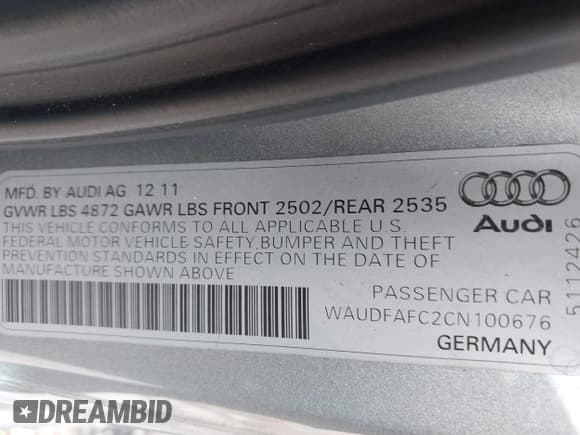 MFD. BY AUDI AG 12 11
GVWR LBS 4872 GAWR LBS FRONT 2502/REAR 2535
THIS VEHICLE CONFORMS TO ALL APPLICABLE U.S.
FEDERAL MOTOR VEHICLE SAFETY,BUMPER AND THEFT
PREVENTION STANDARDS IN EFFECT ON THE DATE OF
MANUFACTURE SHOWN ABOVE
Audi
PASSENGER CAR
WAUDFAFC2CN100676
GERMANY
5112426
DREAMBID